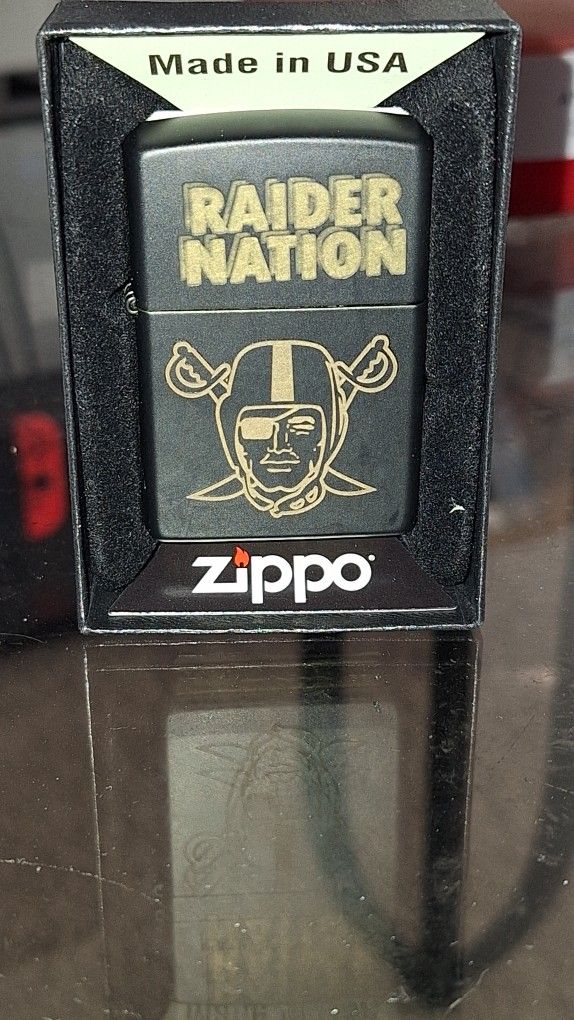 Made in USA
RAIDER
NATION
zippo